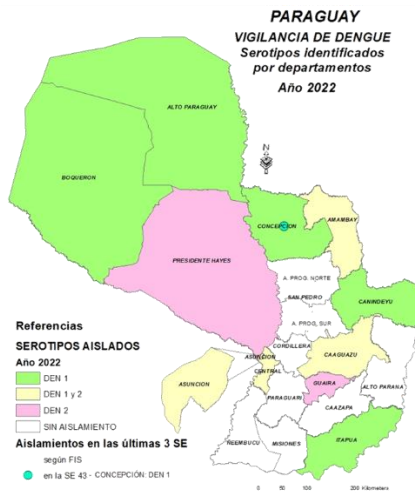 PARAGUAY
VIGILANCIA DE DENGUE
Serotipos identificados
por departamentos
Año 2022
ALTO PARAGUAY
N
BOQUERON
AMAMBAY
CONCEPCION
PRESIDENTE HAYES
A. PROG. NORTE
SAN PEDRO
CANINDEYU
A. PROG. SUR
CORDILLERA
ASUNCION
CENTRAL
CAAGUAZU
ASUNCION
GUAIRA
ALTO PARANA
PARAGUARI
CAAZAPA
ÑEEMBUCU
MISIONES
ITAPUA
Referencias
SEROTIPOS AISLADOS
Año 2022
DEN 1
DEN 1 y 2
DEN 2
SIN AISLAMIENTO
Aislamientos en las últimas 3 SE
según FIS
en la SE 43 - CONCEPCIÓN: DEN 1
0 50 100 200 Kilometers